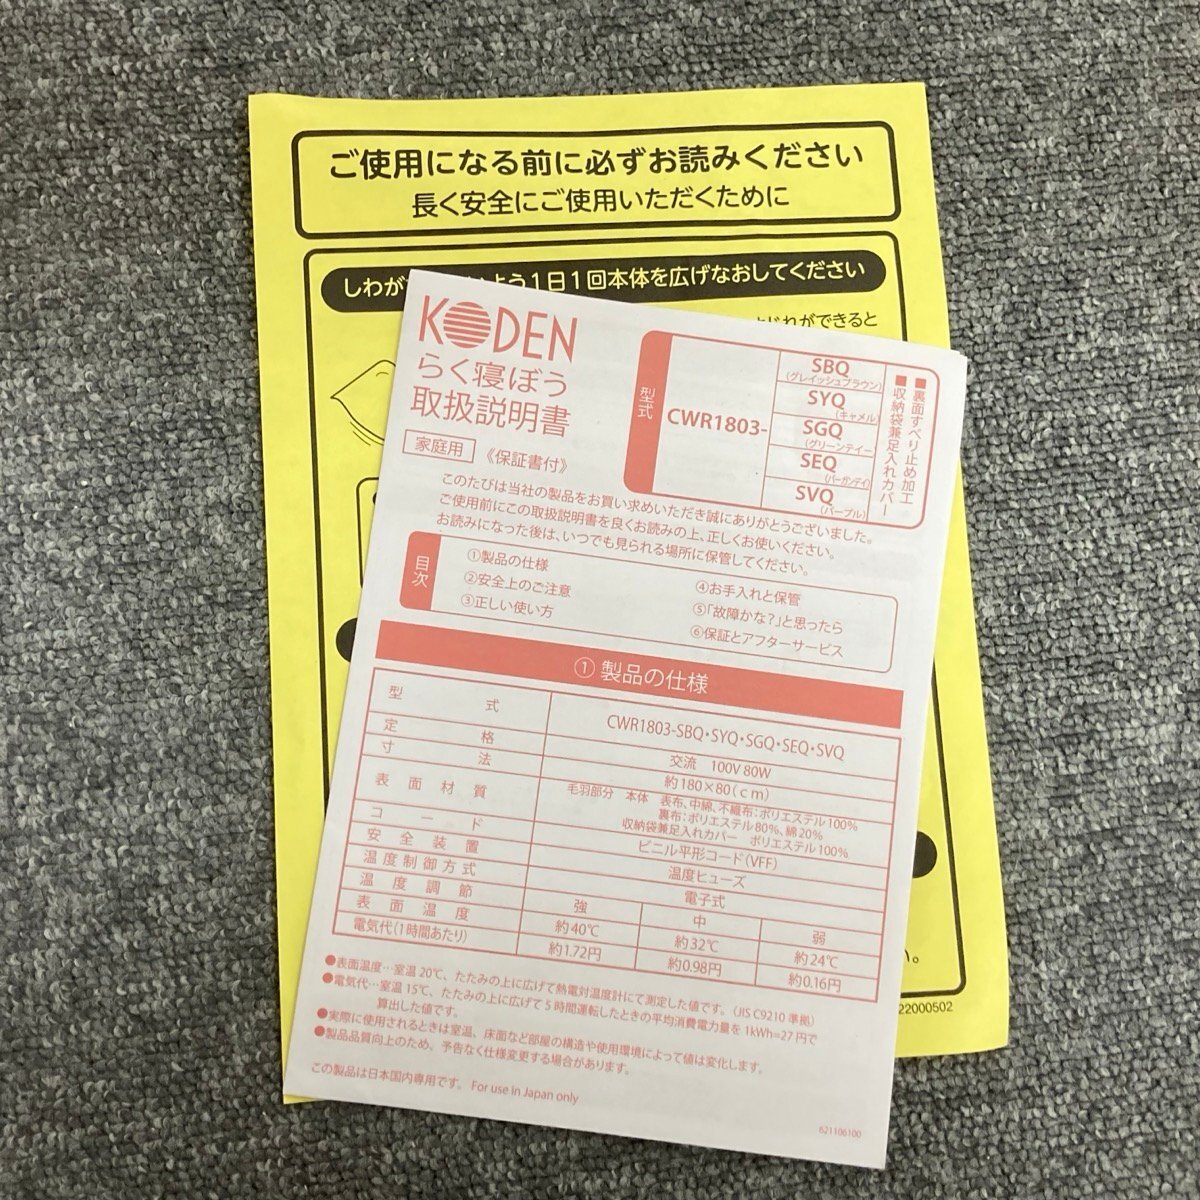 ご使用になる前に必ずお読みください
長く安全にご使用いただくために
しわが
よう1日1回本体を広げなおしてください
じれができると
KODEN
らく寝ぼう
取扱説明書
家庭用 《保証書付》
型式
CWR1803-
SBQ
(グレイッシュブラウン)
SYQ
(キャメル)
SGQ
(グリーンティー)
SEQ
(バーガンディ)
SVQ
(パープル)
■裏面すべり止め加工
■収納袋兼足入れカバー
このたびは当社の製品をお買い求めいただき誠にありがとうございました。
ご使用前にこの取扱説明書を良くお読みの上、正しくお使いください。
お読みになった後は、いつでも見られる場所に保管してください。
目次
①製品の仕様
②安全上のご注意
③正しい使い方
④お手入れと保管
⑤「故障かな?」と思ったら
⑥保証とアフターサービス
①製品の仕様
型式 CWR1803-SBQ・SYQ・SGQ・SEQ・SVQ
定格 交流 100V 80W
寸法 約180×80(cm)
表面材質 毛羽部分 本体 表布、中綿、不織布:ポリエステル100%
裏布:ポリエステル80%、綿20%
収納袋兼足入れカバー ポリエステル100%
コード ビニル平形コード(VFF)
安全装置 温度ヒューズ
温度制御方式 電子式
温度調節 強 中 弱
表面温度 約40℃ 約32℃ 約24℃
電気代(1時間あたり) 約1.72円 約0.98円 約0.16円
●表面温度…室温20℃、たたみの上に広げて熱電対温度計にて測定した値です。(JIS C9210 準拠)
●電気代…室温15℃、たたみの上に広げて5時間運転したときの平均消費電力量を1kWh=27円で
算出した値です。
●実際に使用されるときは室温、床面など部屋の構造や使用環境によって値は変化します。
●製品品質向上のため、予告なく仕様変更する場合があります。
この製品は日本国内専用です。 For use in Japan only
621106100
い。
22000502